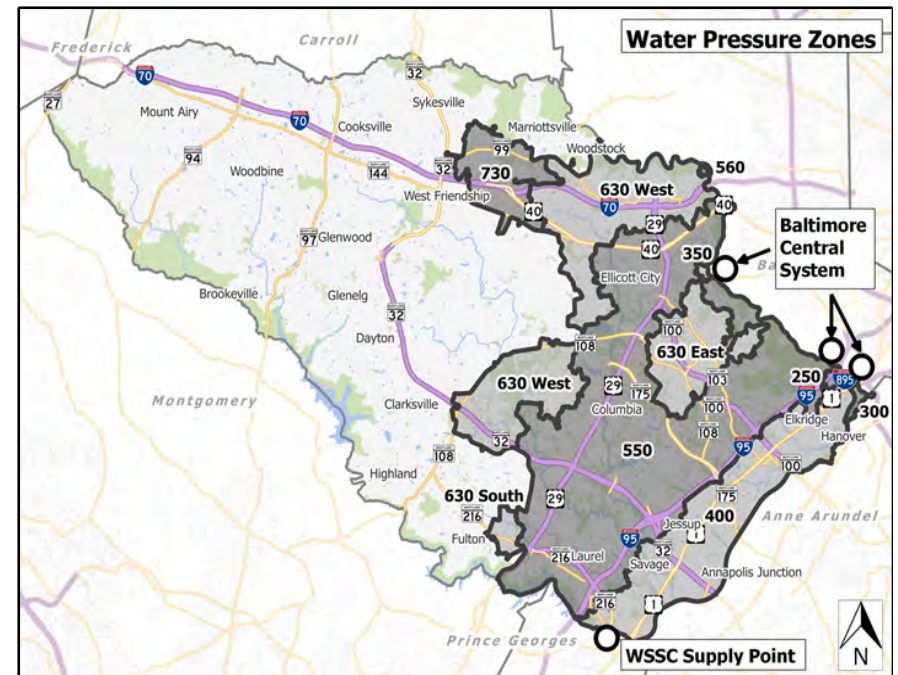 Water Pressure Zones
Frederick
Carroll
70
32
27
Mount Airy
70
Sykesville
Cooksville
Marriottsville
99
Woodstock
94
144
32
730
560
Woodbine
630 West
West Friendship
70
40
40
29
Baltimore
Central
System
97
Glenwood
40
350
Ba
Ellicott City
Brookeville
Glenelg
32
100
Dayton
108
630 East
630 West
29
175
103
250
895
Montgomery
Columbia
95
1
Clarksville
100
Elkridge
300
32
108
Hanover
108
550
95
100
Highland
630 South
29
175
Anne Arundel
216
Jessup
400
Fulton
95
1
216
Laurel
32
Savage
Annapolis Junction
216
1
Prince Georges
WSSC Supply Point
N